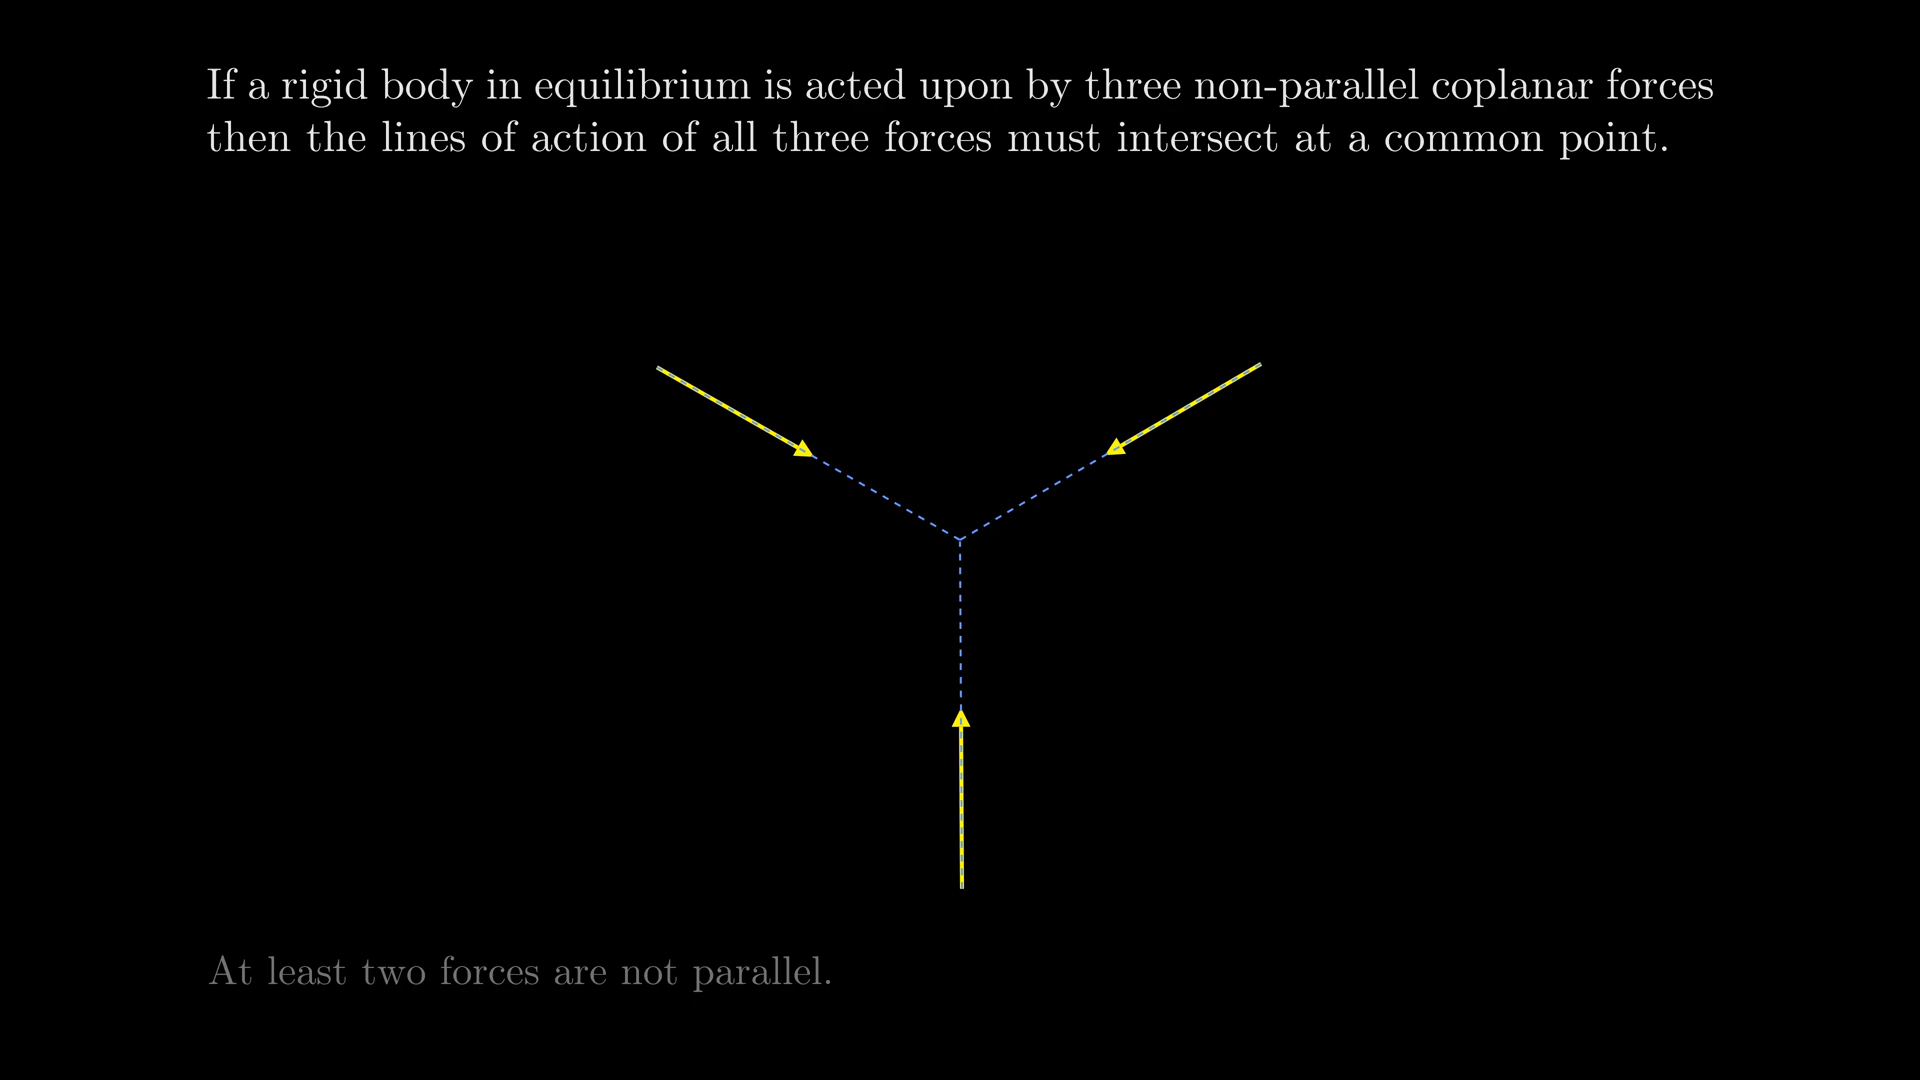 If a rigid body in equilibrium is acted upon by three non-parallel coplanar forces
then the lines of action of all three forces must intersect at a common point.
At least two forces are not parallel.